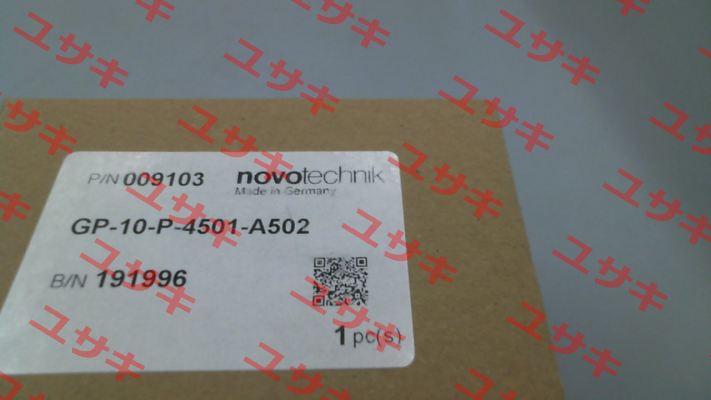 P/N 009103 novotechnik
Made in Germany
GP-10-P-4501-A502
B/N 191996
1 pc(s)
ユサキ